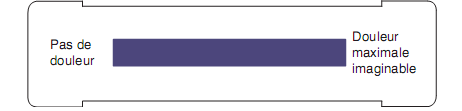 Pas de
douleur
Douleur
maximale
imaginable